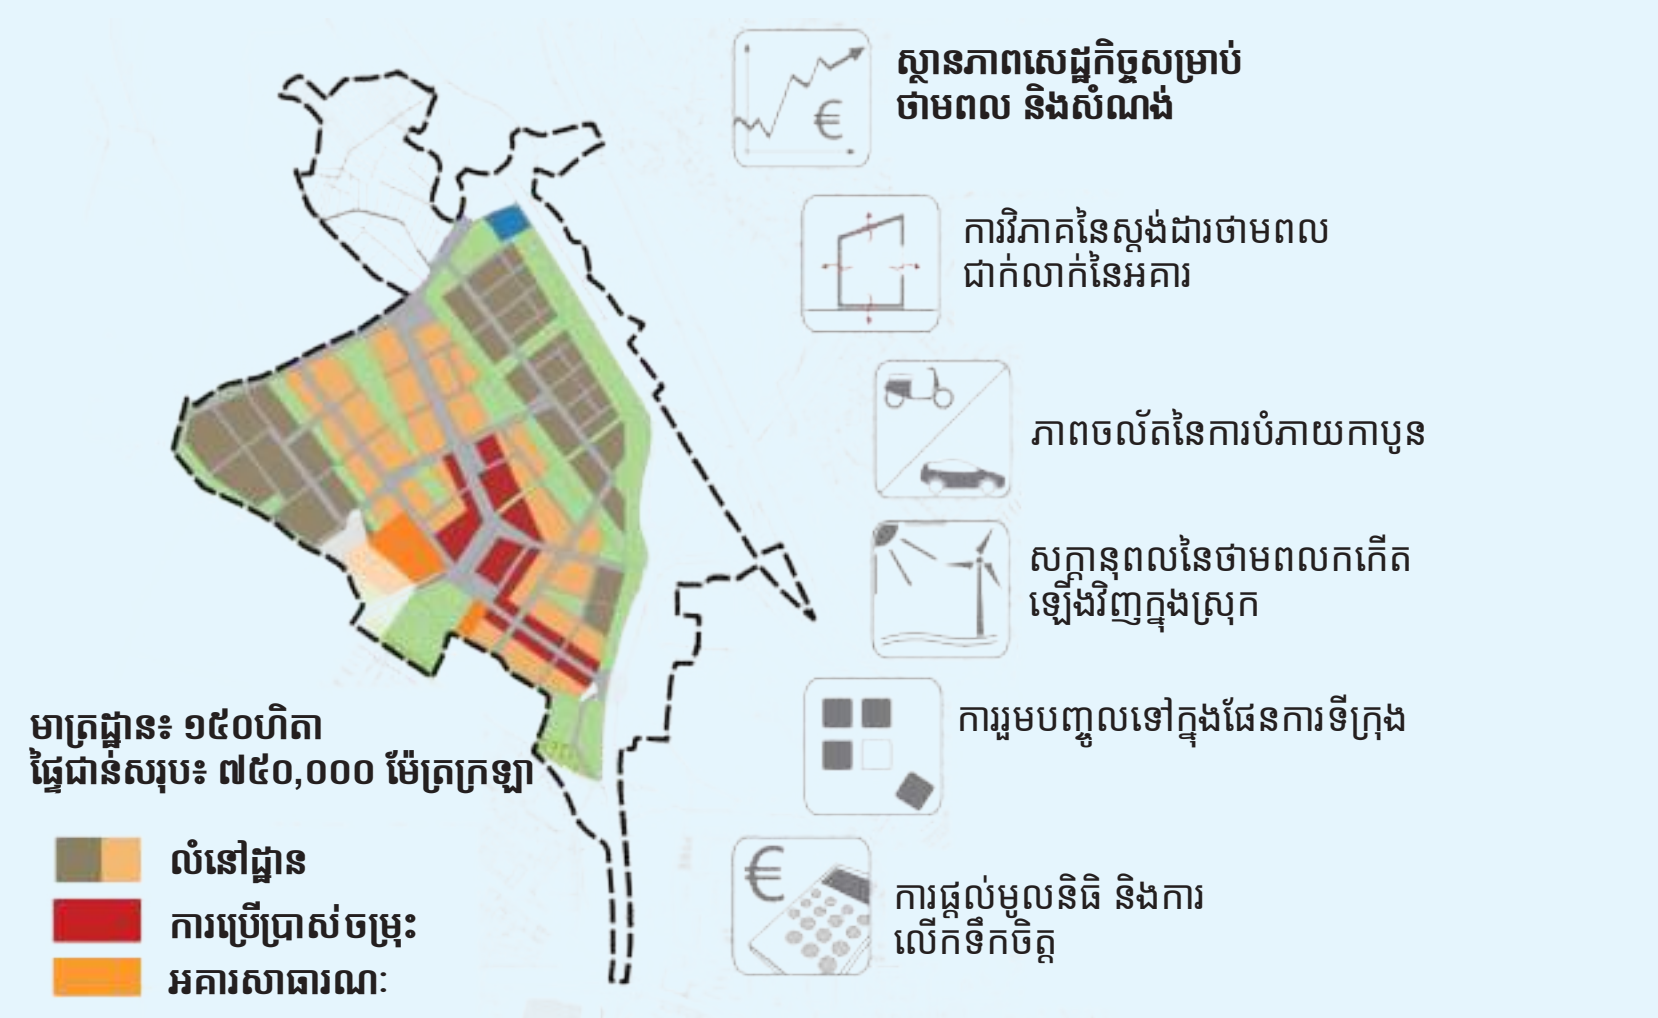 ស្ថានភាពសេដ្ឋកិច្ចសម្រាប់
ថាមពល និងសំណង់
ការវិភាគនៃស្តង់ដារថាមពល
ជាក់លាក់នៃអគារ
ភាពចល័តនៃការបំភាយកាបូន
សក្តានុពលនៃថាមពលកកើត
ឡើងវិញក្នុងស្រុក
ការរួមបញ្ចូលទៅក្នុងផែនការទីក្រុង
ការផ្តល់មូលនិធិ និងការ
លើកទឹកចិត្ត
មាត្រដ្ឋាន៖ ១៥០ហិតា
ផ្ទៃជាន់សរុប៖ ៧៥០,០០០ ម៉ែត្រក្រឡា
លំនៅដ្ឋាន
ការប្រើប្រាស់ចម្រុះ
អគារសាធារណៈ